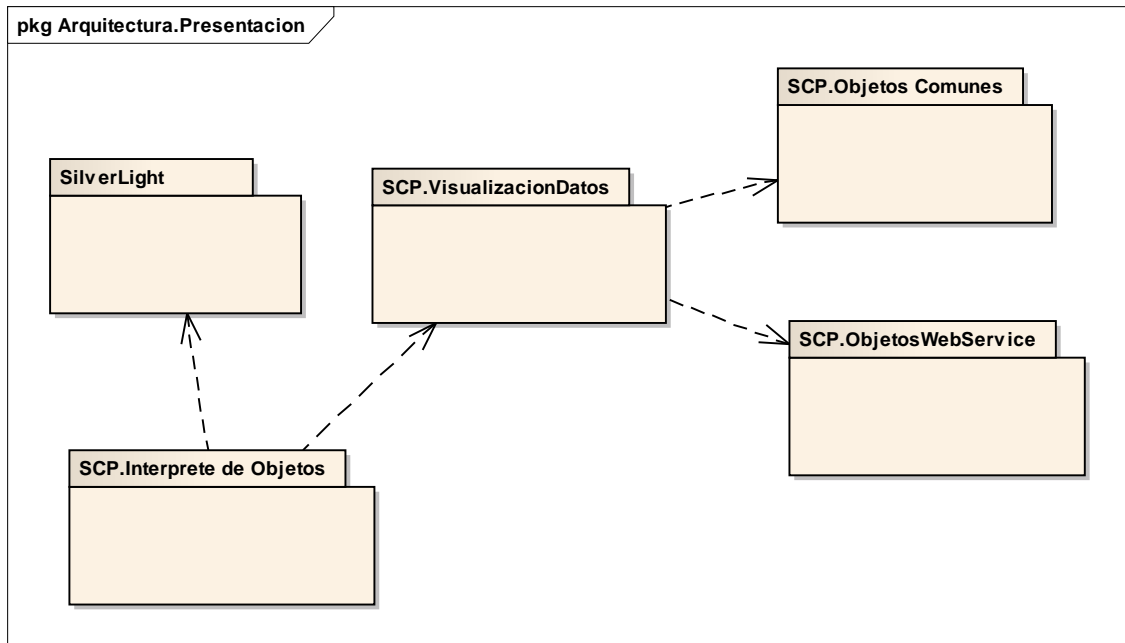 pkg Arquitectura.Presentacion
SCP.Objetos Comunes
SilverLight
SCP.VisualizacionDatos
SCP.ObjetosWebService
SCP.Interprete de Objetos